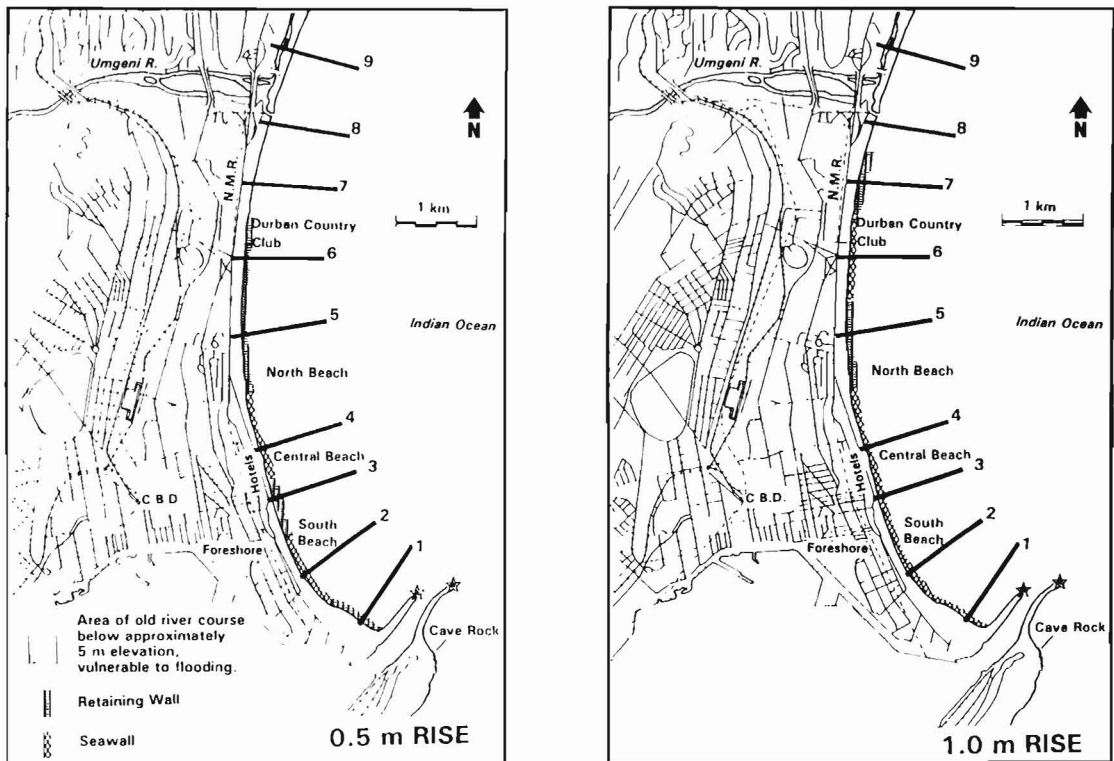 Umgeni R.
9
N
8
N.M.R.
7
1 km
Durban Country
Club
6
5
Indian Ocean
North Beach
4
Hotels
Central Beach
3
C B D
2
South
Beach
1
Foreshore
Cave Rock
Area of old river course
below approximately
5 m elevation,
vulnerable to flooding.
Retaining Wall
Seawall
0.5 m RISE
Umgeni R.
9
N
8
N.M.R.
7
1 km
Durban Country
Club
6
5
Indian Ocean
North Beach
4
Hotels
Central Beach
3
C.B.D.
2
South
Beach
1
Foreshore
Cave Rock
1.0 m RISE